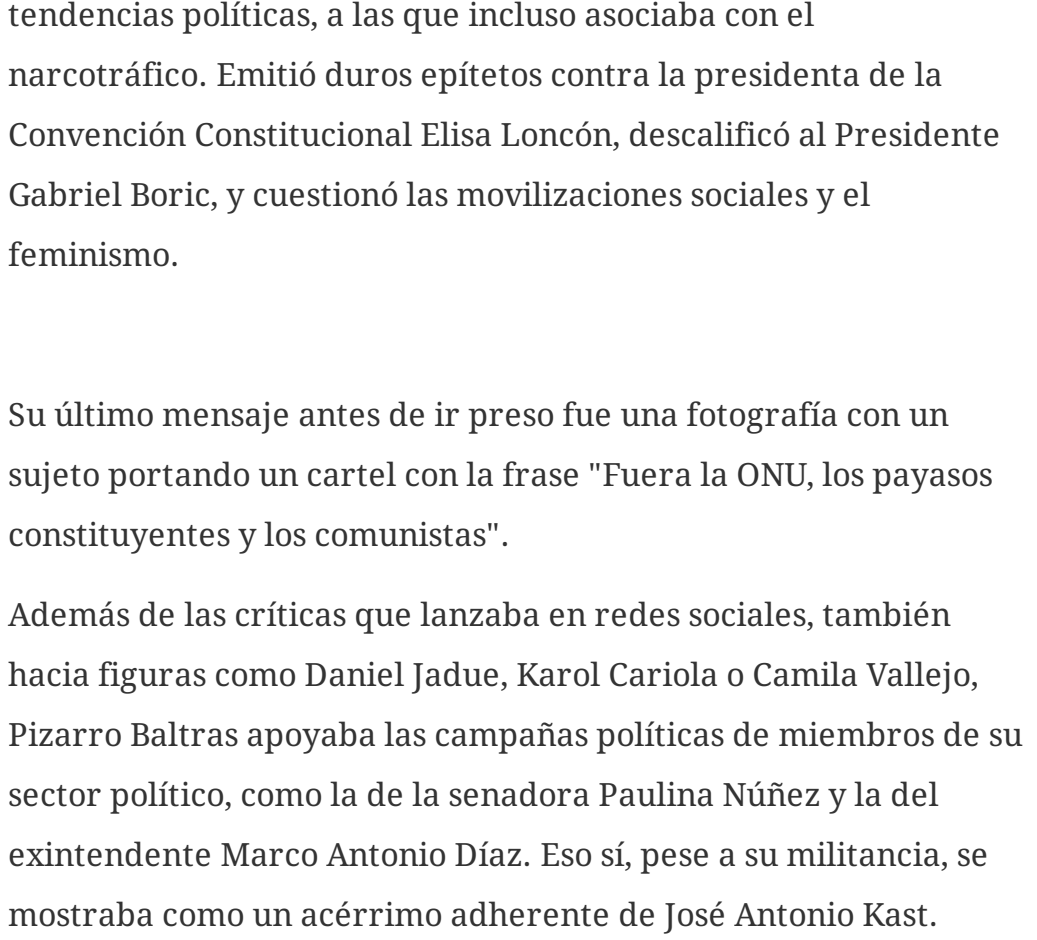 tendencias políticas, a las que incluso asociaba con el
narcotráfico. Emitió duros epítetos contra la presidenta de la
Convención Constitucional Elisa Loncón, descalificó al Presidente
Gabriel Boric, y cuestionó las movilizaciones sociales y el
feminismo.
Su último mensaje antes de ir preso fue una fotografía con un
sujeto portando un cartel con la frase "Fuera la ONU, los payasos
constituyentes y los comunistas".
Además de las críticas que lanzaba en redes sociales, también
hacia figuras como Daniel Jadue, Karol Cariola o Camila Vallejo,
Pizarro Baltras apoyaba las campañas políticas de miembros de su
sector político, como la de la senadora Paulina Núñez y la del
exintendente Marco Antonio Díaz. Eso sí, pese a su militancia, se
mostraba como un acérrimo adherente de José Antonio Kast.